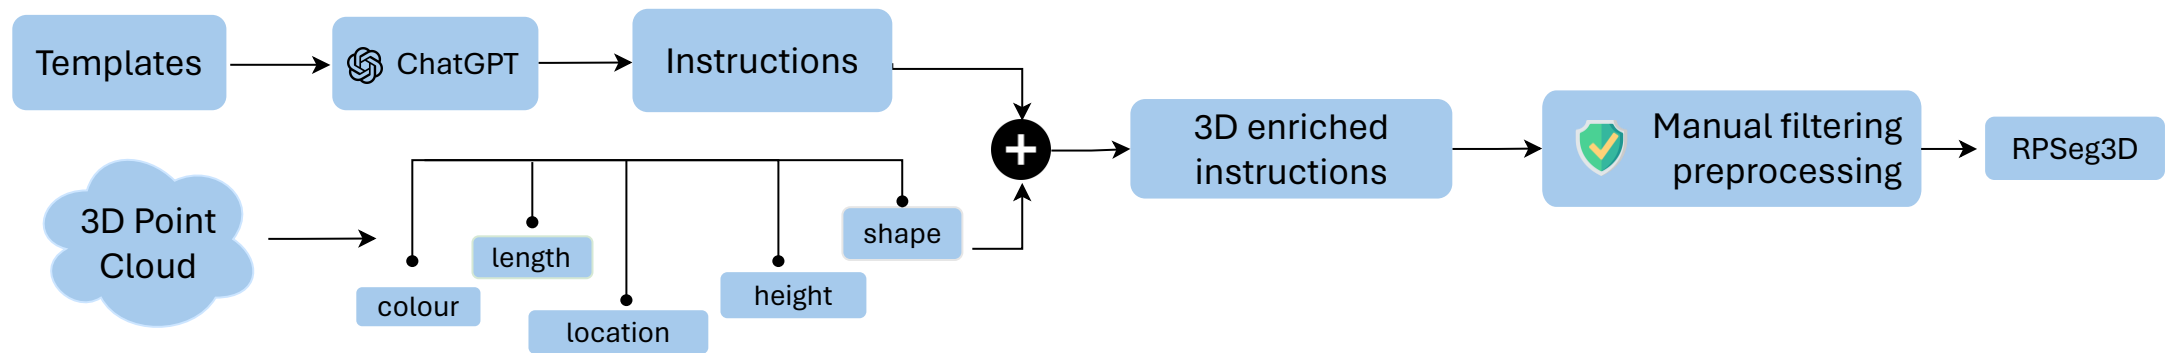 Templates
ChatGPT
Instructions
3D enriched
instructions
Manual filtering
preprocessing
RPSeg3D
3D Point
Cloud
colour
length
location
height
shape